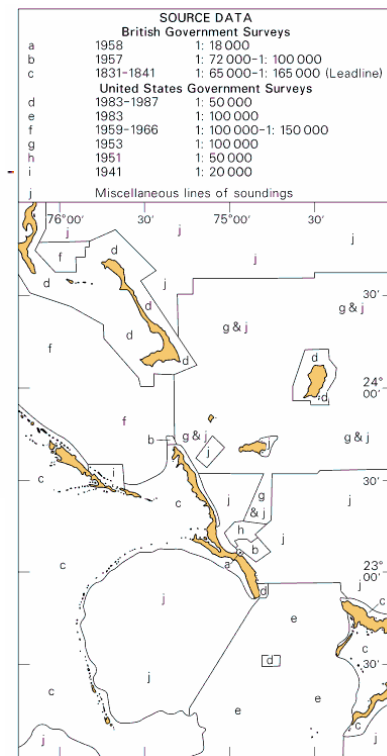 SOURCE DATA
British Government Surveys
a 1958 1: 18 000
b 1957 1: 72 000-1: 100 000
c 1831-1841 1: 65 000-1: 165 000 (Leadline)
United States Government Surveys
d 1983-1987 1: 50 000
e 1983 1: 100 000
f 1959-1966 1: 100 000-1: 150 000
g 1953 1: 100 000
h 1951 1: 50 000
i 1941 1: 20 000
j Miscellaneous lines of soundings
76°00' 30' 75°00' 30'
j
j
f d j
j
d d j 30'
g & j
g & j
f d d
d
24°
00'
d
f
b g & j j j g & j
i 30'
c c j g & j j
h
b j
c a 23°
00'
d
j e c
c
d 30'
j
c e e c
j j